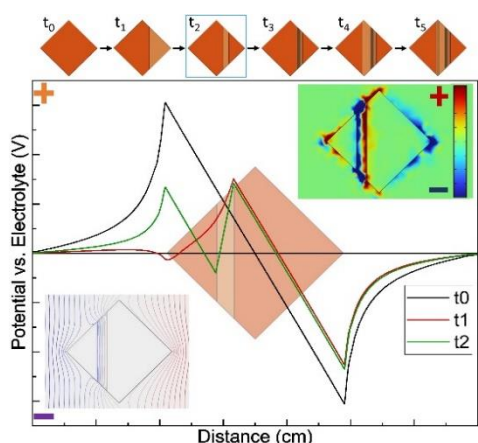 t0 t1 t2 t3 t4 t5
+
+
Potential vs. Electrolyte (V)
t0
t1
t2
Distance (cm)